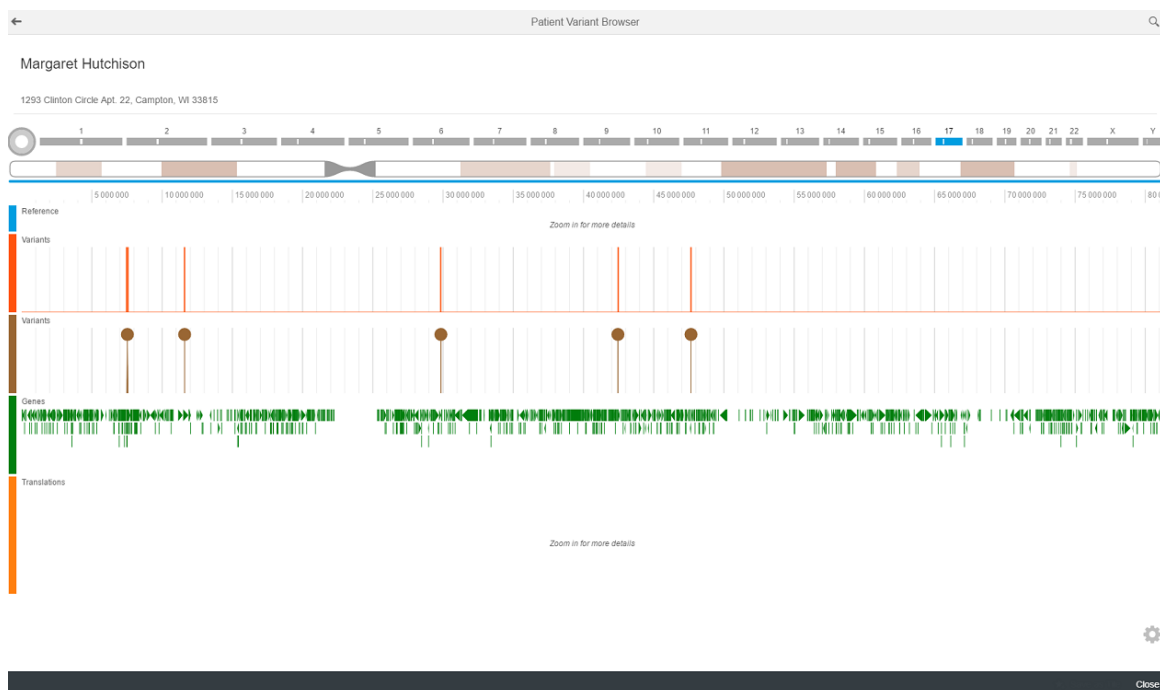 Patient Variant Browser
Margaret Hutchison
1293 Clinton Circle Apt. 22, Campton, WI 33815
1 2 3 4 5 6 7 8 9 10 11 12 13 14 15 16 17 18 19 20 21 22 X Y
5 000 000 10 000 000 15 000 000 20 000 000 25 000 000 30 000 000 35 000 000 40 000 000 45 000 000 50 000 000 55 000 000 60 000 000 65 000 000 70 000 000 75 000 000 80
Reference
Zoom in for more details
Variants
Variants
Genes
Translations
Zoom in for more details
Close